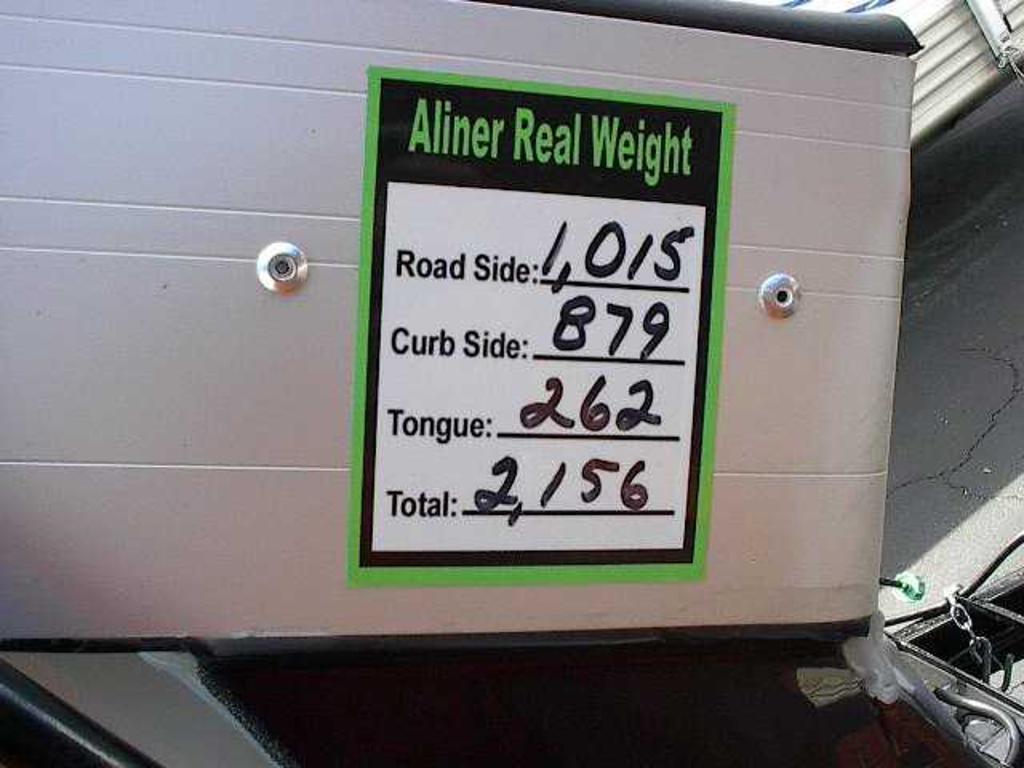 Aliner Real Weight
Road Side: 1,015
Curb Side: 879
Tongue: 262
Total: 2,156